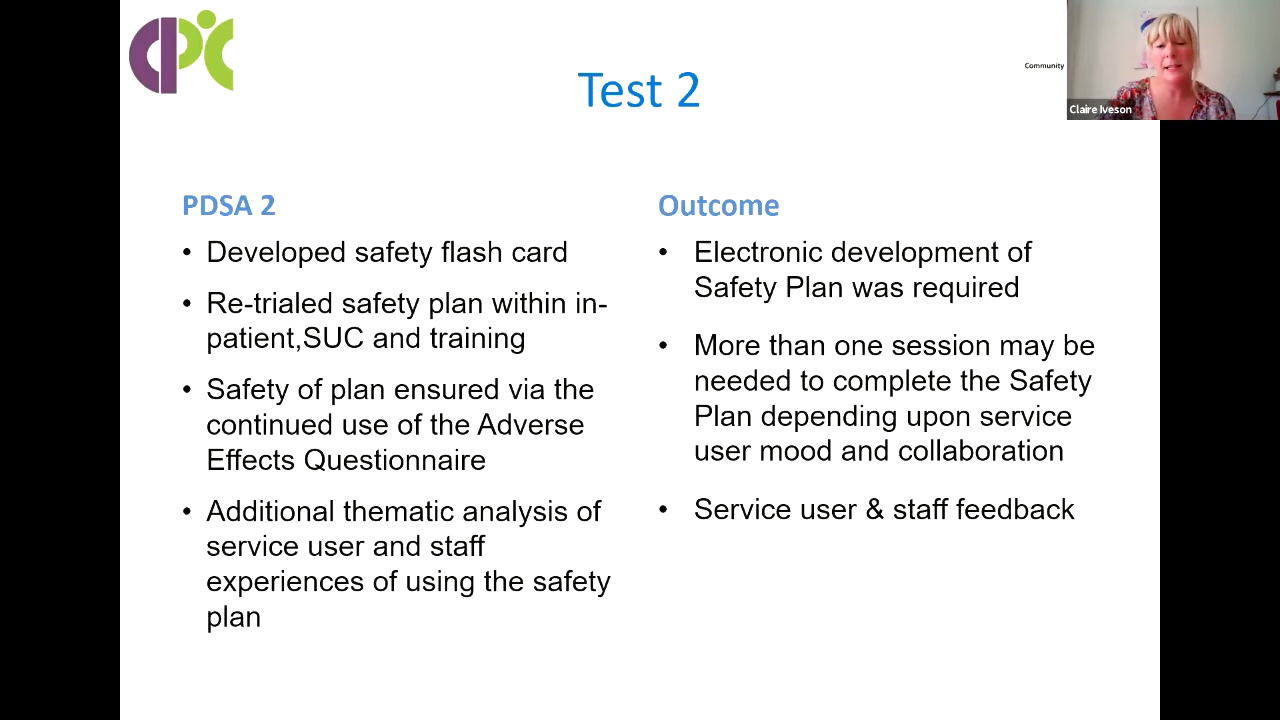 CPC
Test 2
Community
Claire Iveson
PDSA 2
• Developed safety flash card
• Re-trialed safety plan within in-
patient,SUC and training
• Safety of plan ensured via the
continued use of the Adverse
Effects Questionnaire
• Additional thematic analysis of
service user and staff
experiences of using the safety
plan
Outcome
• Electronic development of
Safety Plan was required
• More than one session may be
needed to complete the Safety
Plan depending upon service
user mood and collaboration
• Service user & staff feedback